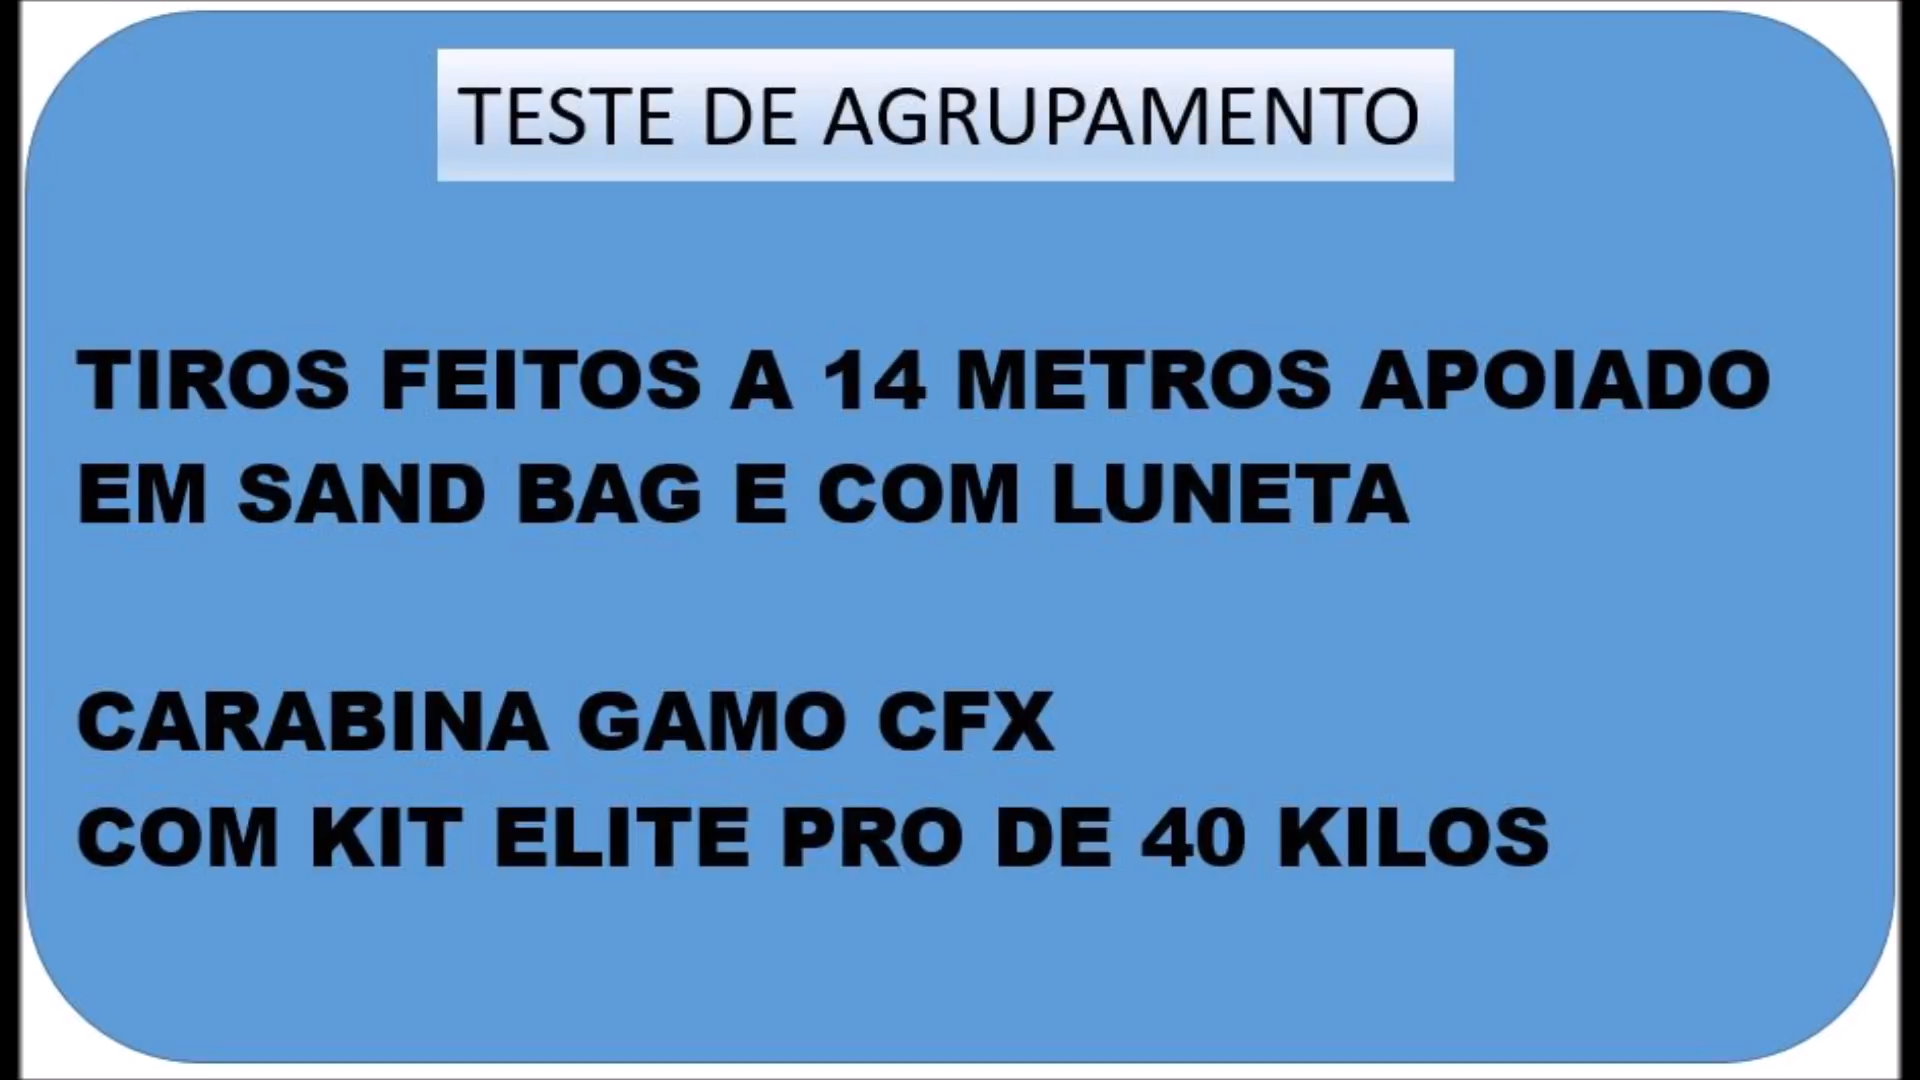 TESTE DE AGRUPAMENTO
TIROS FEITOS A 14 METROS APOIADO
EM SAND BAG E COM LUNETA
CARABINA GAMO CFX
COM KIT ELITE PRO DE 40 KILOS